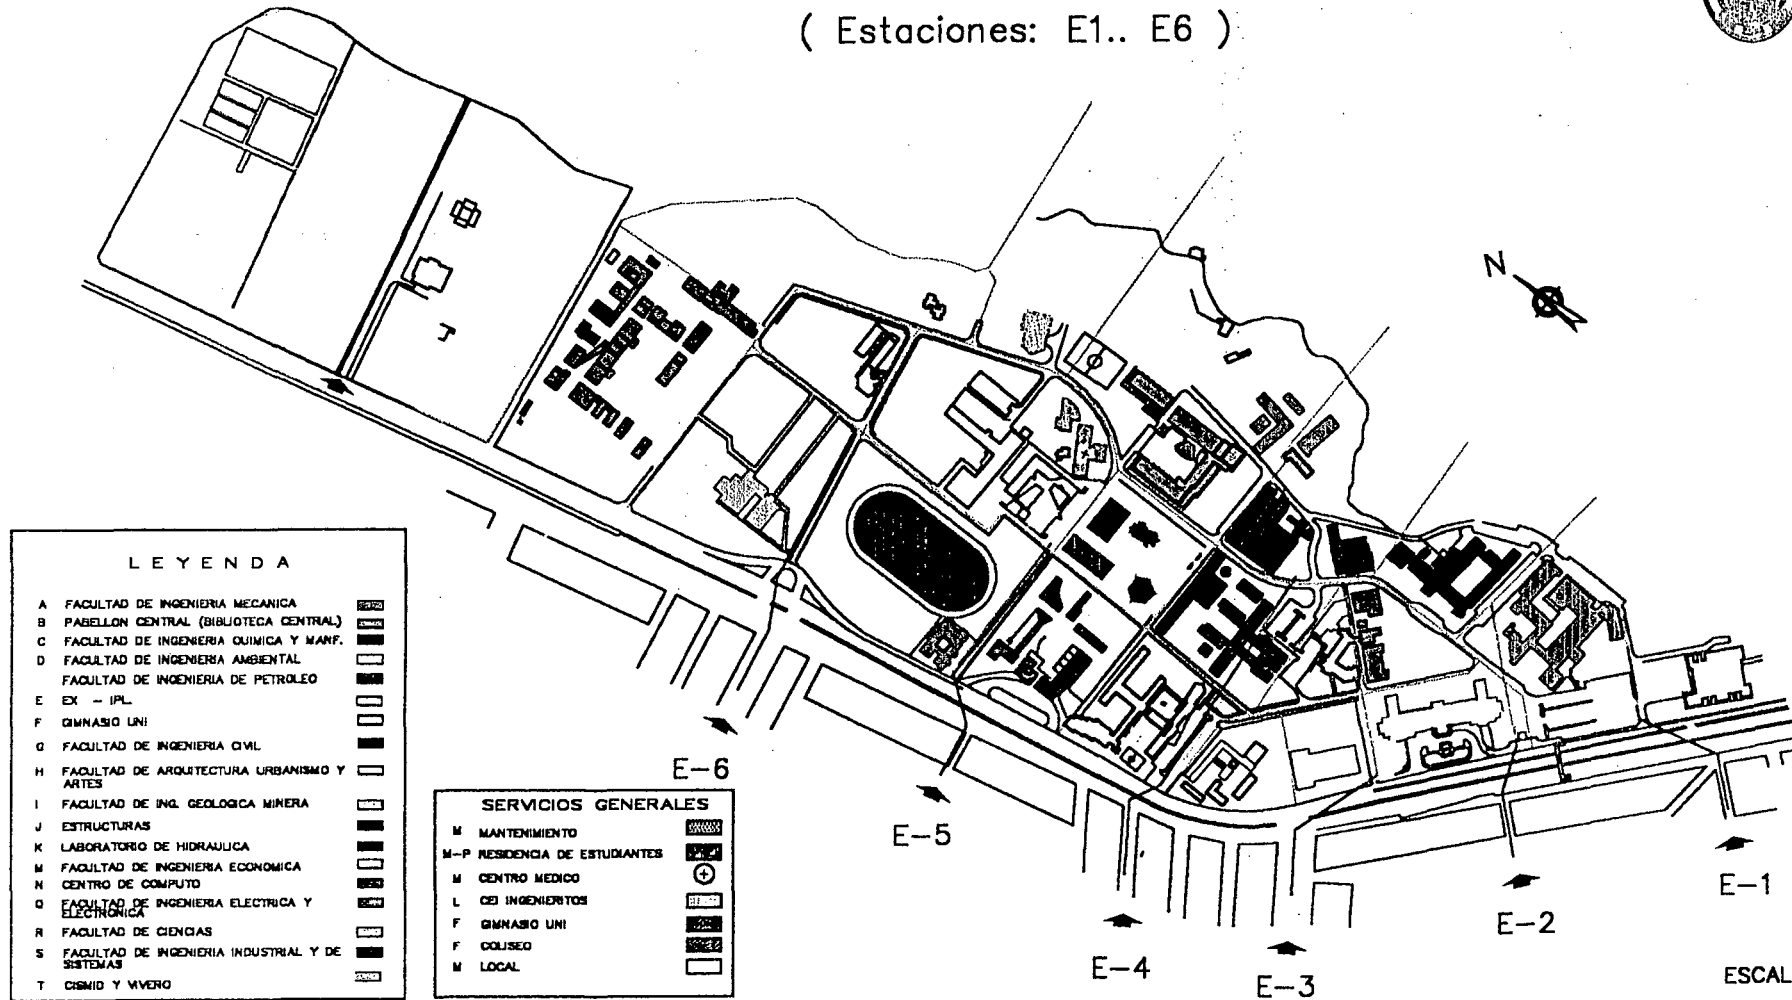 ( Estaciones: E1.. E6 )
N
J
E-6
E-5
E-4
E-3
E-2
E-1
ESCAL
LEYENDA
A FACULTAD DE INGENIERIA MECANICA
B PABELLON CENTRAL (BIBLIOTECA CENTRAL)
C FACULTAD DE INGENIERIA QUIMICA Y MANF.
D FACULTAD DE INGENIERIA AMBIENTAL
FACULTAD DE INGENIERIA DE PETROLEO
E EX - IPL
F GIMNASIO UNI
G FACULTAD DE INGENIERIA CIVIL
H FACULTAD DE ARQUITECTURA URBANISMO Y
ARTES
I FACULTAD DE ING. GEOLOGICA MINERA
J ESTRUCTURAS
K LABORATORIO DE HIDRAULICA
M FACULTAD DE INGENIERIA ECONOMICA
N CENTRO DE COMPUTO
Q FACULTAD DE INGENIERIA ELECTRICA Y
ELECTRONICA
R FACULTAD DE CIENCIAS
S FACULTAD DE INGENIERIA INDUSTRIAL Y DE
SISTEMAS
T CISMID Y VIVERO
SERVICIOS GENERALES
M MANTENIMIENTO
M-P RESIDENCIA DE ESTUDIANTES
M CENTRO MEDICO
L CEI INGENIERITOS
F GIMNASIO UNI
F COLISEO
M LOCAL